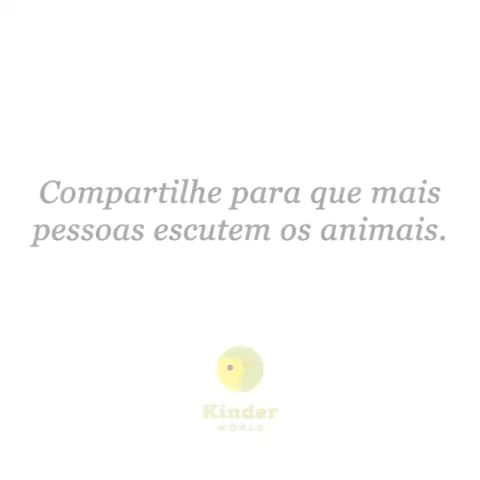 Compartilhe para que mais
pessoas escutem os animais.
Kinder
WORLD